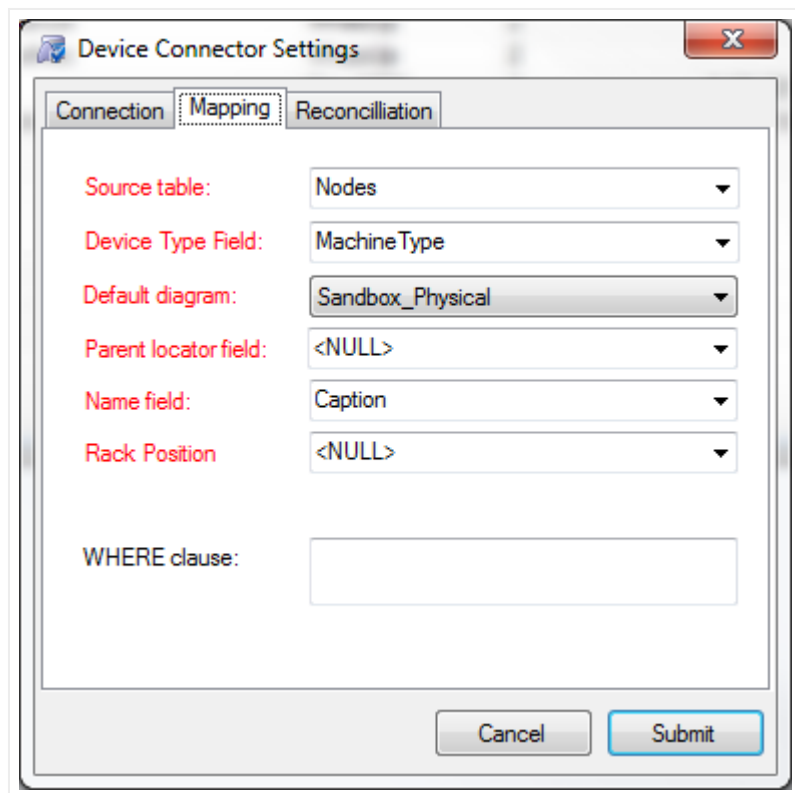 Device Connector Settings
Connection Mapping Reconcilliation
Source table: Nodes
Device Type Field: MachineType
Default diagram: Sandbox_Physical
Parent locator field: <NULL>
Name field: Caption
Rack Position <NULL>
WHERE clause:
Cancel Submit